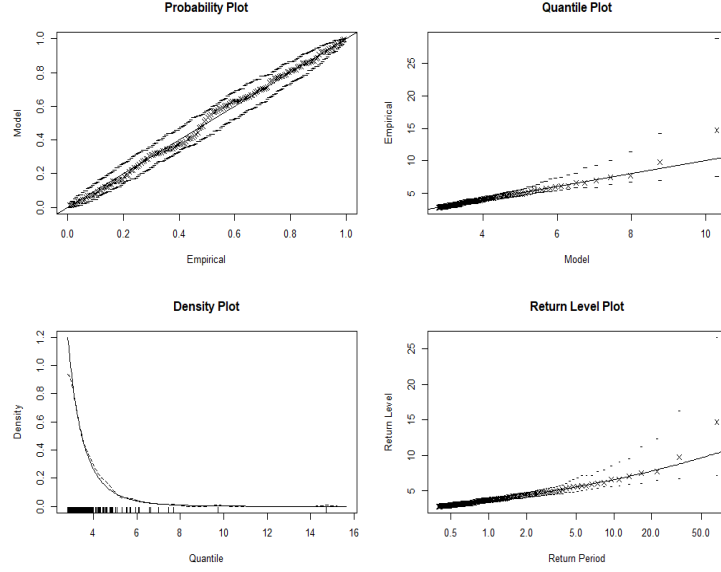 Probability Plot
Model
0.0 0.2 0.4 0.6 0.8 1.0
0.0 0.2 0.4 0.6 0.8 1.0
Empirical
Quantile Plot
Empirical
5 10 15 20 25
4 6 8 10
Model
Density Plot
Density
0.0 0.2 0.4 0.6 0.8 1.0 1.2
4 6 8 10 12 14 16
Quantile
Return Level Plot
Return Level
5 10 15 20 25
0.5 1.0 2.0 5.0 10.0 20.0 50.0
Return Period